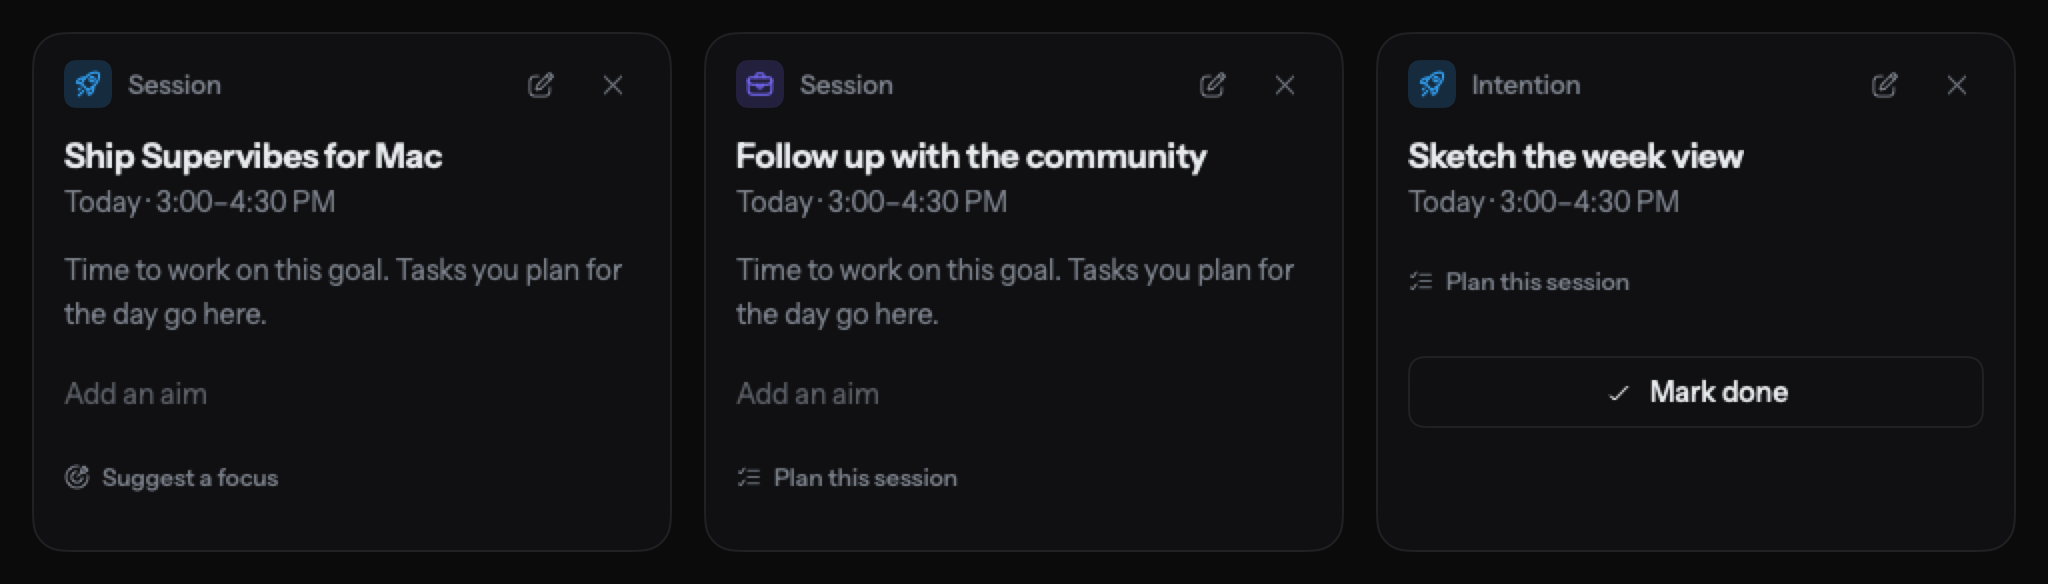 Session
Ship Supervibes for Mac
Today · 3:00–4:30 PM
Time to work on this goal. Tasks you plan for
the day go here.
Add an aim
Suggest a focus
Session
Follow up with the community
Today · 3:00–4:30 PM
Time to work on this goal. Tasks you plan for
the day go here.
Add an aim
Plan this session
Intention
Sketch the week view
Today · 3:00–4:30 PM
Plan this session
Mark done